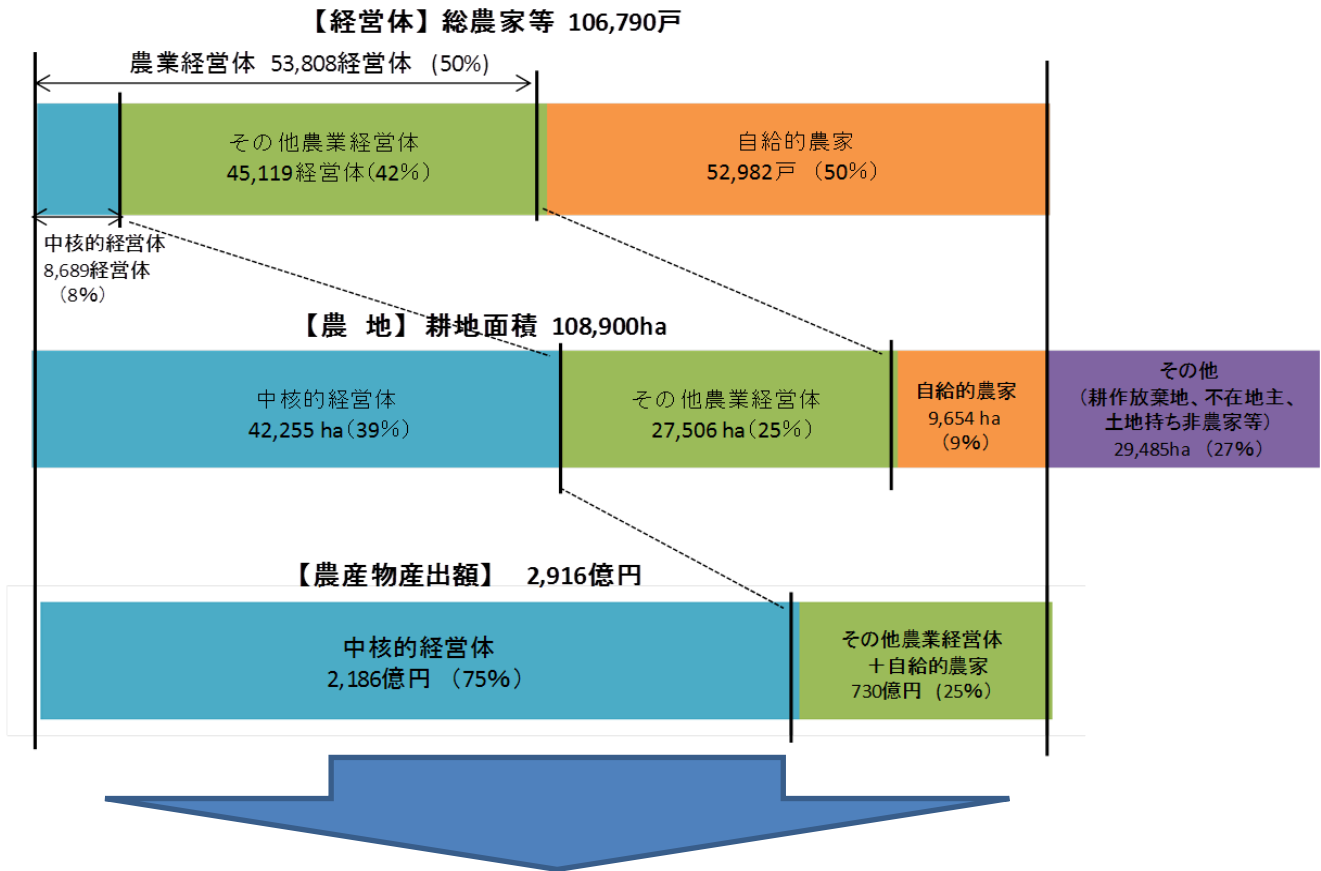 【経営体】総農家等 106,790戸
農業経営体 53,808経営体 (50%)
その他農業経営体
45,119経営体(42%)
自給的農家
52,982戸 (50%)
中核的経営体
8,689経営体
(8%)
【農 地】耕地面積 108,900ha
中核的経営体
42,255 ha(39%)
その他農業経営体
27,506 ha(25%)
自給的農家
9,654 ha
(9%)
その他
(耕作放棄地、不在地主、
土地持ち非農家等)
29,485ha (27%)
【農産物産出額】 2,916億円
中核的経営体
2,186億円 (75%)
その他農業経営体
＋自給的農家
730億円 (25%)